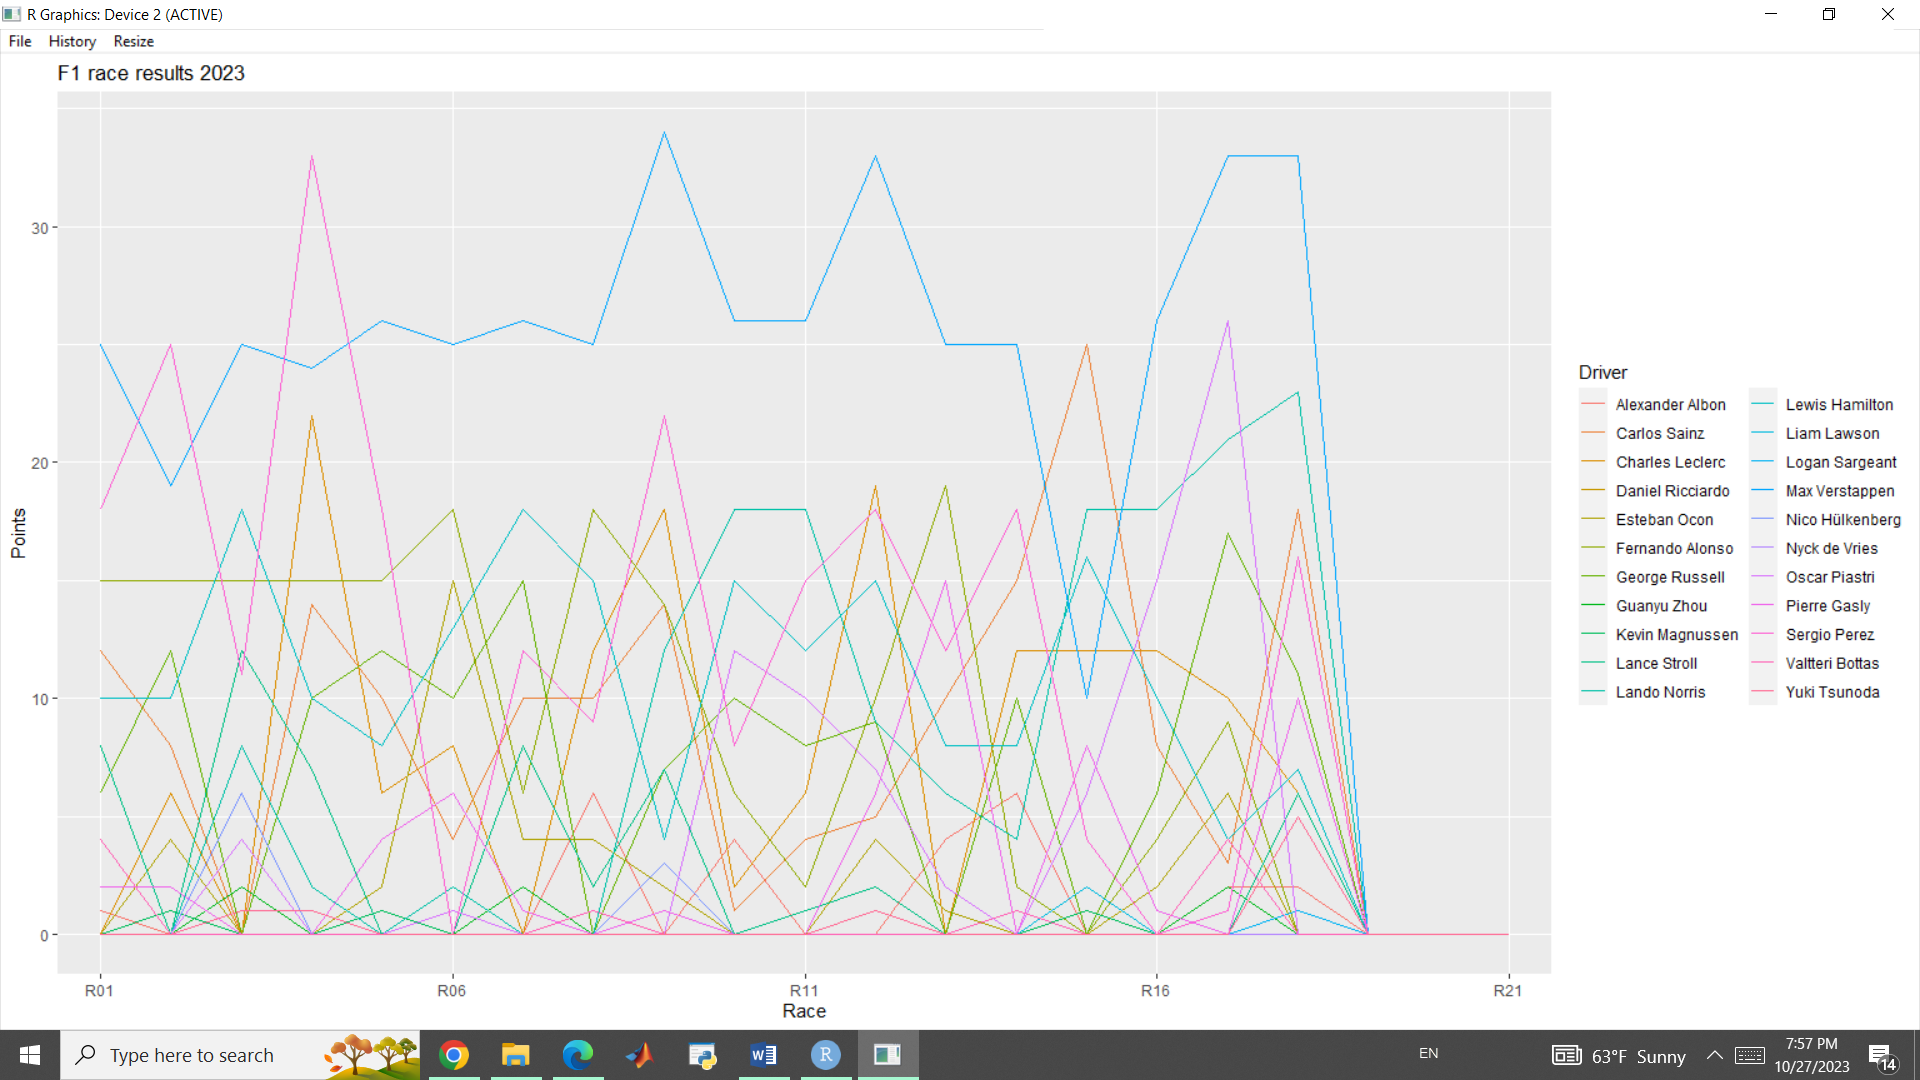 R Graphics: Device 2 (ACTIVE)
File History Resize
F1 race results 2023
Points
30
20
10
0
R01 R06 R11 R16 R21
Race
Driver
Alexander Albon
Carlos Sainz
Charles Leclerc
Daniel Ricciardo
Esteban Ocon
Fernando Alonso
George Russell
Guanyu Zhou
Kevin Magnussen
Lance Stroll
Lando Norris
Lewis Hamilton
Liam Lawson
Logan Sargeant
Max Verstappen
Nico Hülkenberg
Nyck de Vries
Oscar Piastri
Pierre Gasly
Sergio Perez
Valtteri Bottas
Yuki Tsunoda
Type here to search
W
R
EN
63°F Sunny
7:57 PM
10/27/2023
14